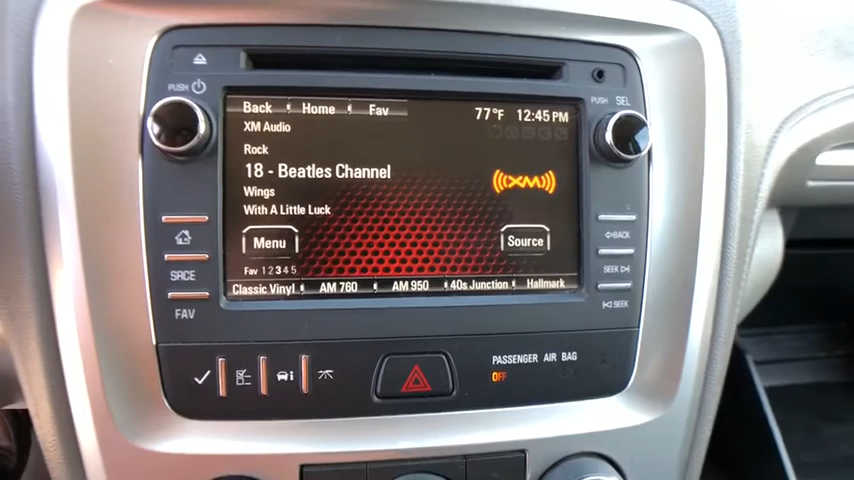 PUSH
PUSH SEL
Back Home Fav 77°F 12:45 PM
XM Audio
Rock
18 - Beatles Channel
XM
Wings
With A Little Luck
Menu Source
Fav 1 2 3 4 5
Classic Vinyl AM 760 AM 950 40s Junction Hallmark
BACK
SRCE
SEEK
FAV
SEEK
PASSENGER AIR BAG
OFF